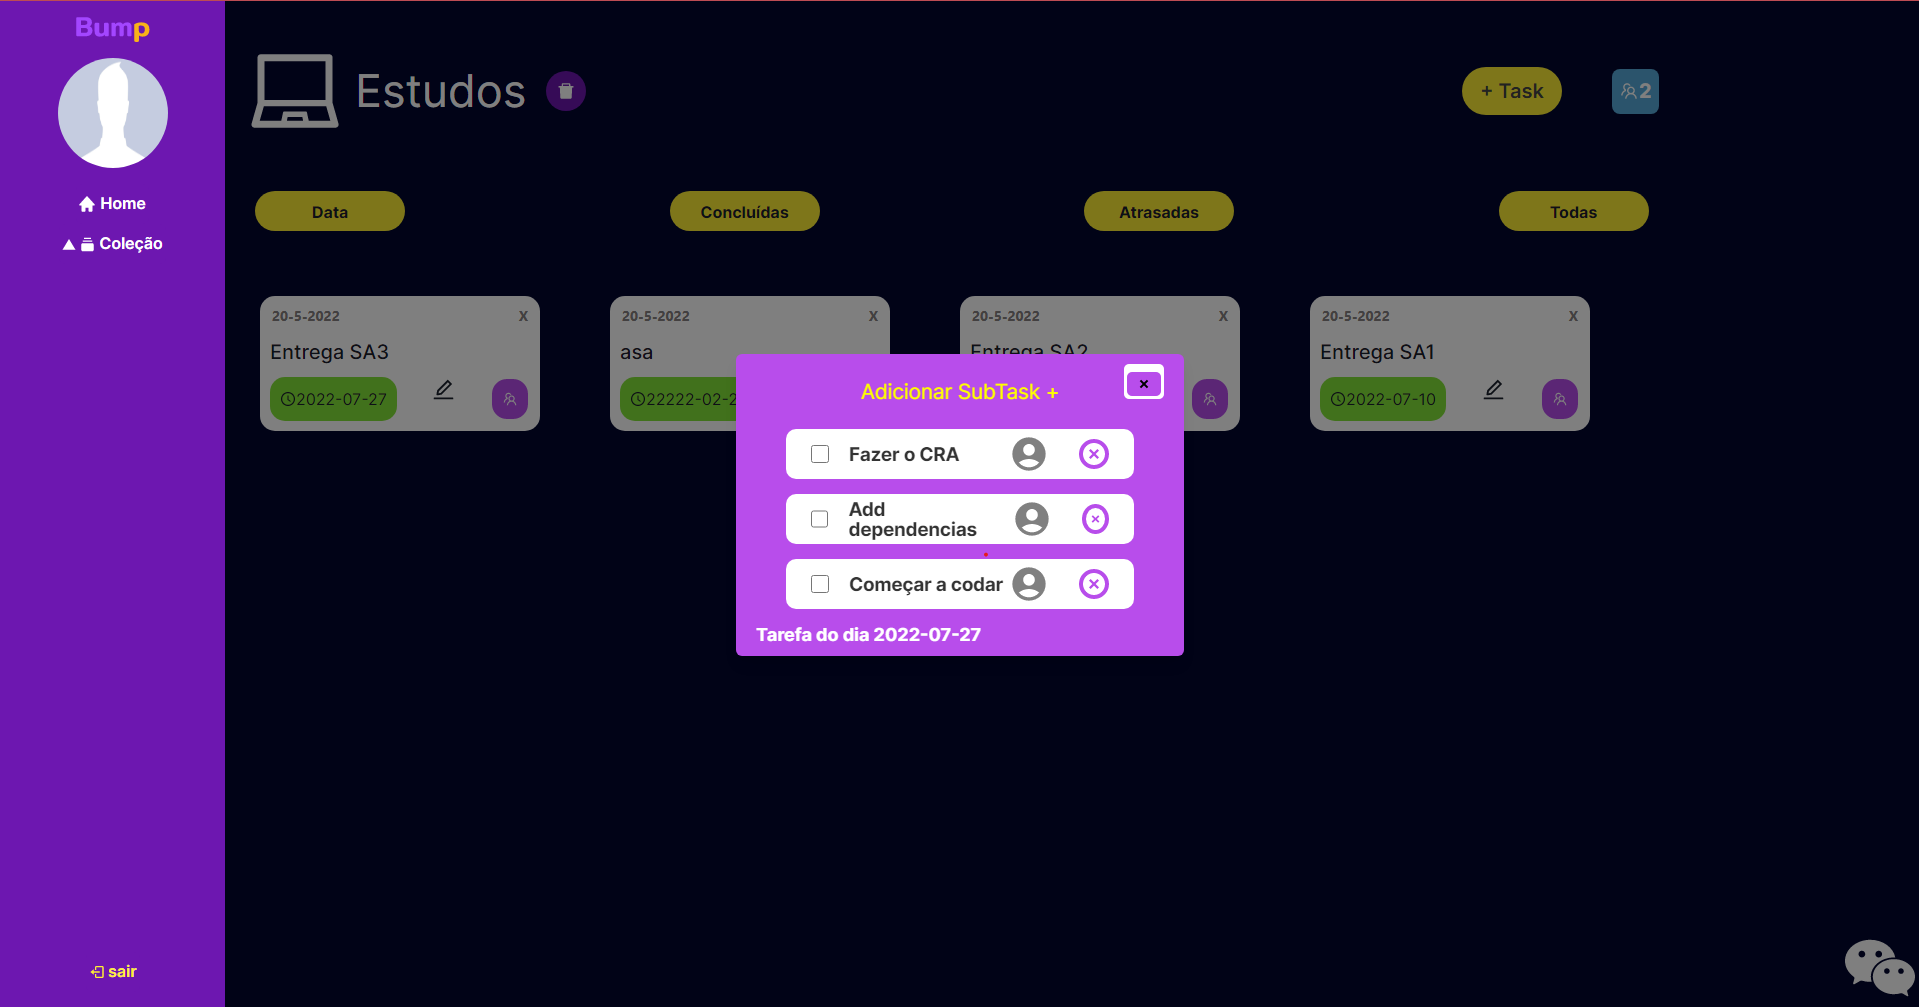 Bump
Home
Coleção
sair
Estudos
+ Task
2
Data
Concluídas
Atrasadas
Todas
20-5-2022 X
Entrega SA3
2022-07-27
20-5-2022 X
asa
22222-02-2
20-5-2022 X
Entrega SA2
20-5-2022 X
Entrega SA1
2022-07-10
Adicionar SubTask +
×
Fazer o CRA
Add
dependencias
Começar a codar
Tarefa do dia 2022-07-27